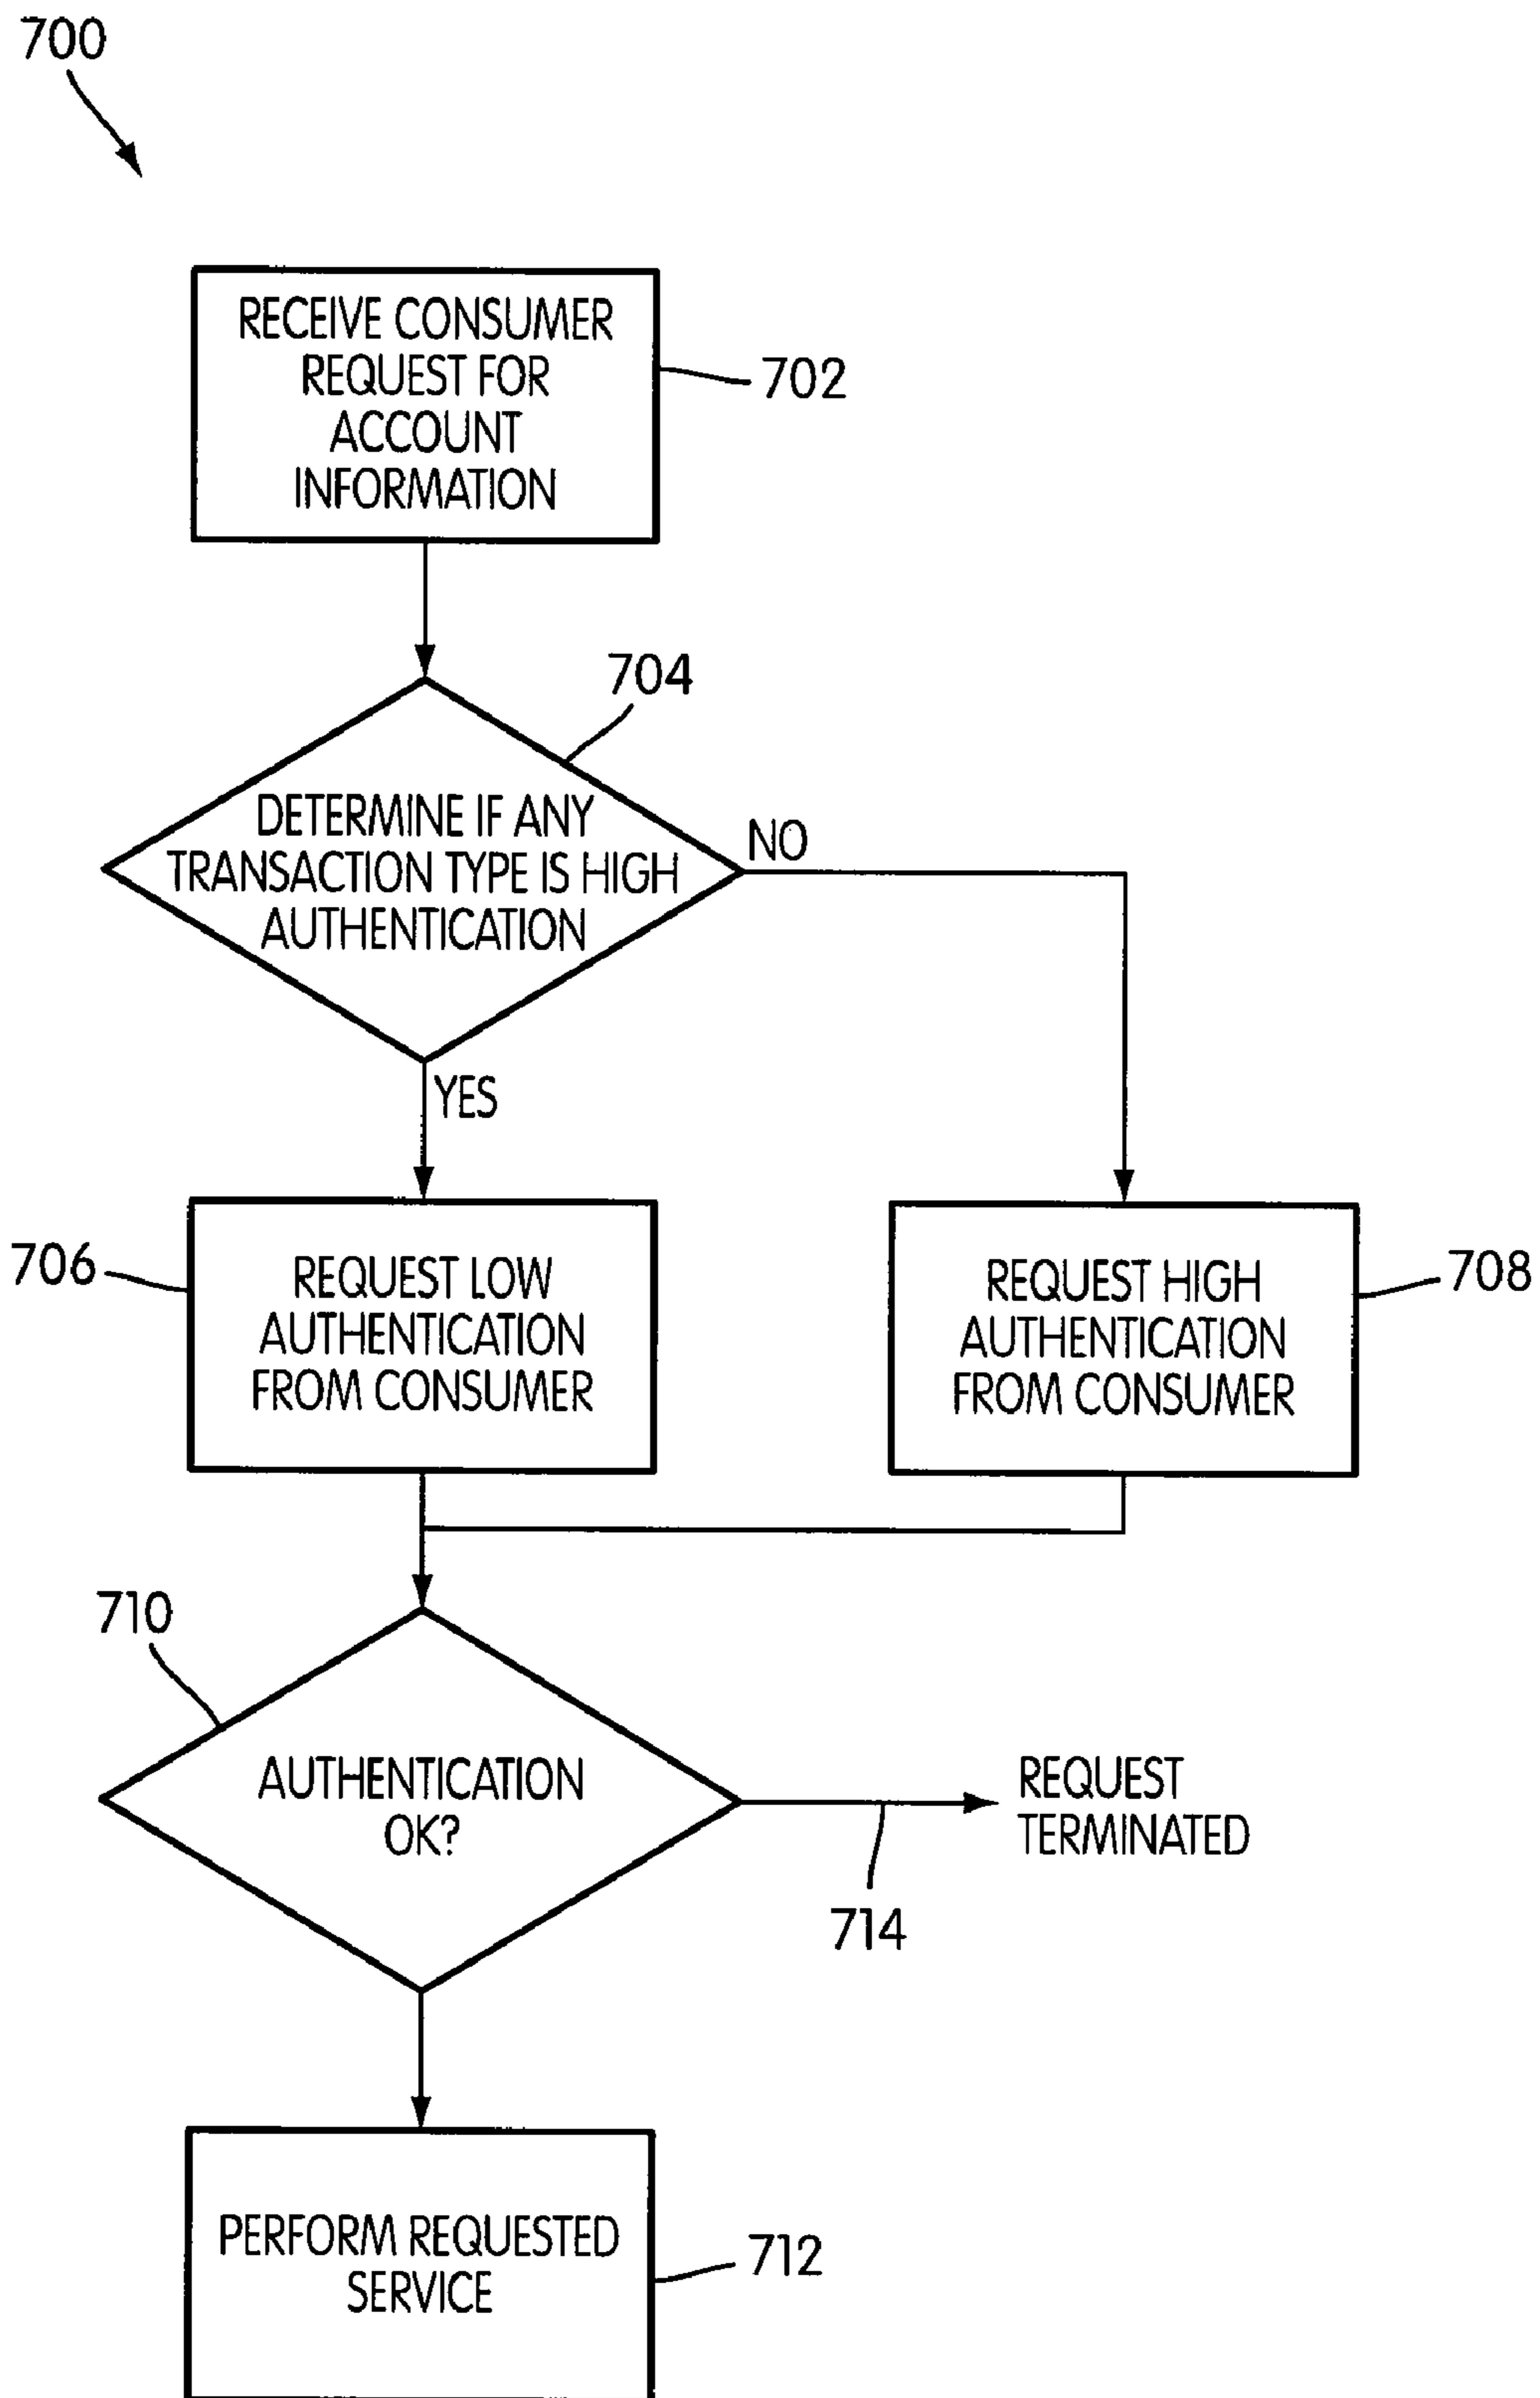 700
RECEIVE CONSUMER
REQUEST FOR
ACCOUNT
INFORMATION
702
704
DETERMINE IF ANY
TRANSACTION TYPE IS HIGH
AUTHENTICATION
NO
YES
706
REQUEST LOW
AUTHENTICATION
FROM CONSUMER
REQUEST HIGH
AUTHENTICATION
FROM CONSUMER
708
710
AUTHENTICATION
OK?
REQUEST
TERMINATED
714
PERFORM REQUESTED
SERVICE
712